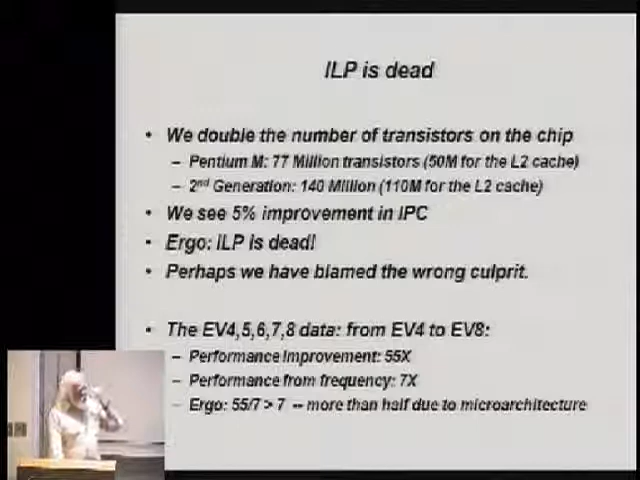 ILP is dead
• We double the number of transistors on the chip
– Pentium M: 77 Million transistors (50M for the L2 cache)
– 2nd Generation: 140 Million (110M for the L2 cache)
• We see 5% improvement in IPC
• Ergo: ILP is dead!
• Perhaps we have blamed the wrong culprit.
• The EV4,5,6,7,8 data: from EV4 to EV8:
– Performance improvement: 55X
– Performance from frequency: 7X
– Ergo: 55/7 > 7 -- more than half due to microarchitecture